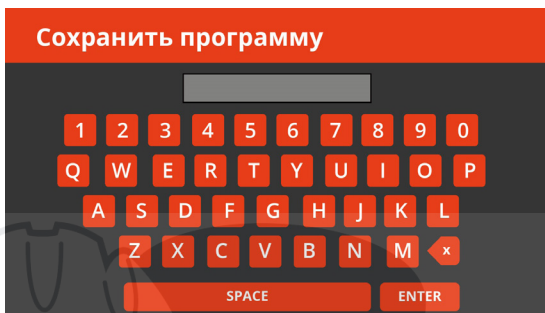 Сохранить программу
1 2 3 4 5 6 7 8 9 0
Q W E R T Y U I O P
A S D F G H J K L
Z X C V B N M x
SPACE ENTER